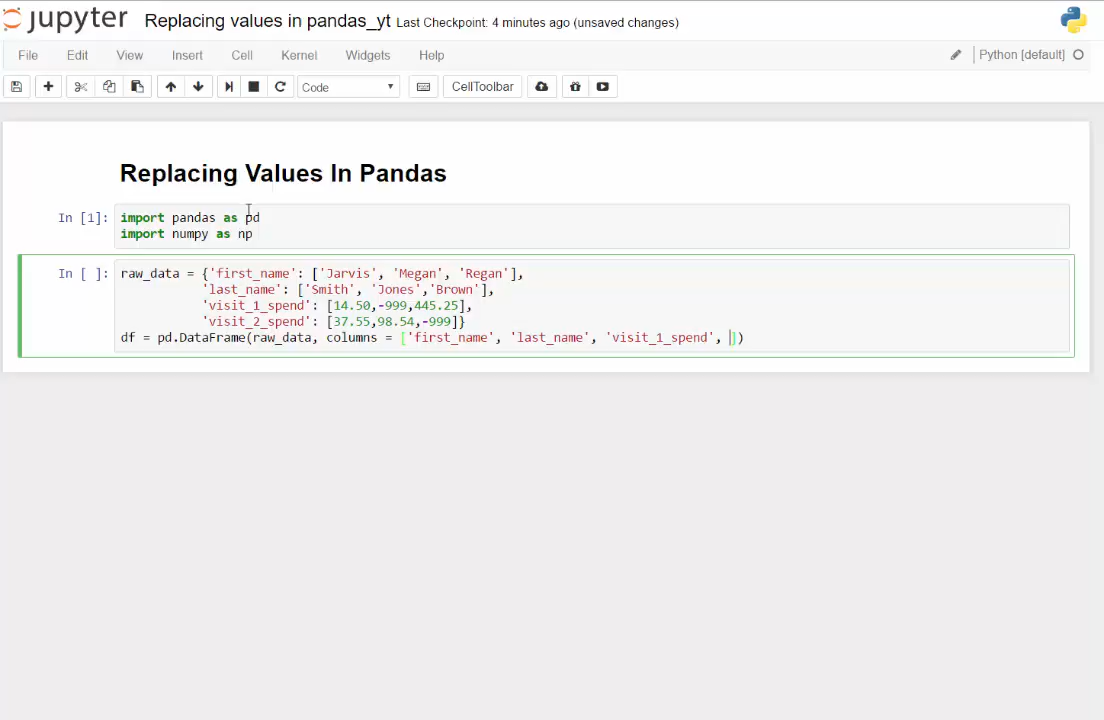 jupyter Replacing values in pandas_yt Last Checkpoint: 4 minutes ago (unsaved changes)
File Edit View Insert Cell Kernel Widgets Help Python [default]
Code CellToolbar
Replacing Values In Pandas
In [1]: import pandas as pd
import numpy as np
In [ ]: raw_data = {'first_name': ['Jarvis', 'Megan', 'Regan'],
'last_name': ['Smith', 'Jones','Brown'],
'visit_1_spend': [14.50,-999,445.25],
'visit_2_spend': [37.55,98.54,-999]}
df = pd.DataFrame(raw_data, columns = ['first_name', 'last_name', 'visit_1_spend', ])